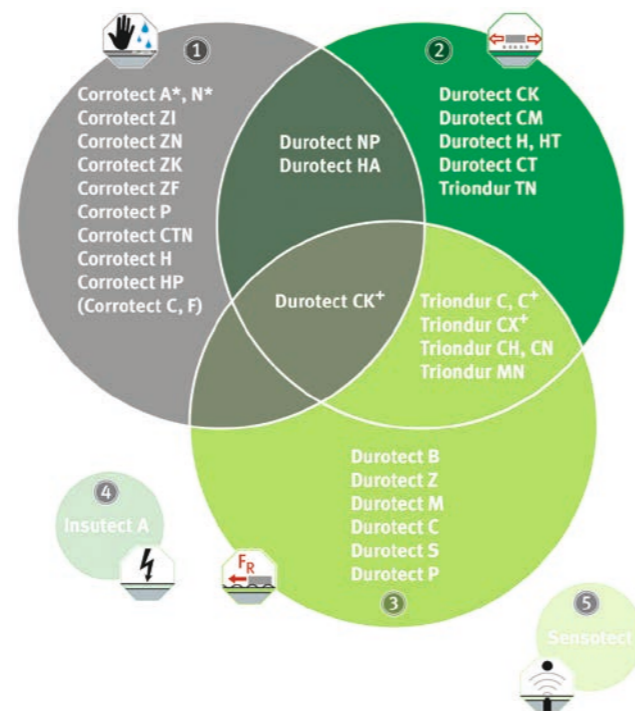 1
Corrotect A*, N*
Corrotect ZI
Corrotect ZN
Corrotect ZK
Corrotect ZF
Corrotect P
Corrotect CTN
Corrotect H
Corrotect HP
(Corrotect C, F)
Durotect NP
Durotect HA
2
Durotect CK
Durotect CM
Durotect H, HT
Durotect CT
Triondur TN
Durotect CK⁺
Triondur C, C⁺
Triondur CX⁺
Triondur CH, CN
Triondur MN
Durotect B
Durotect Z
Durotect M
Durotect C
Durotect S
Durotect P
3
4
Insutect A
FR
5
Sensotect